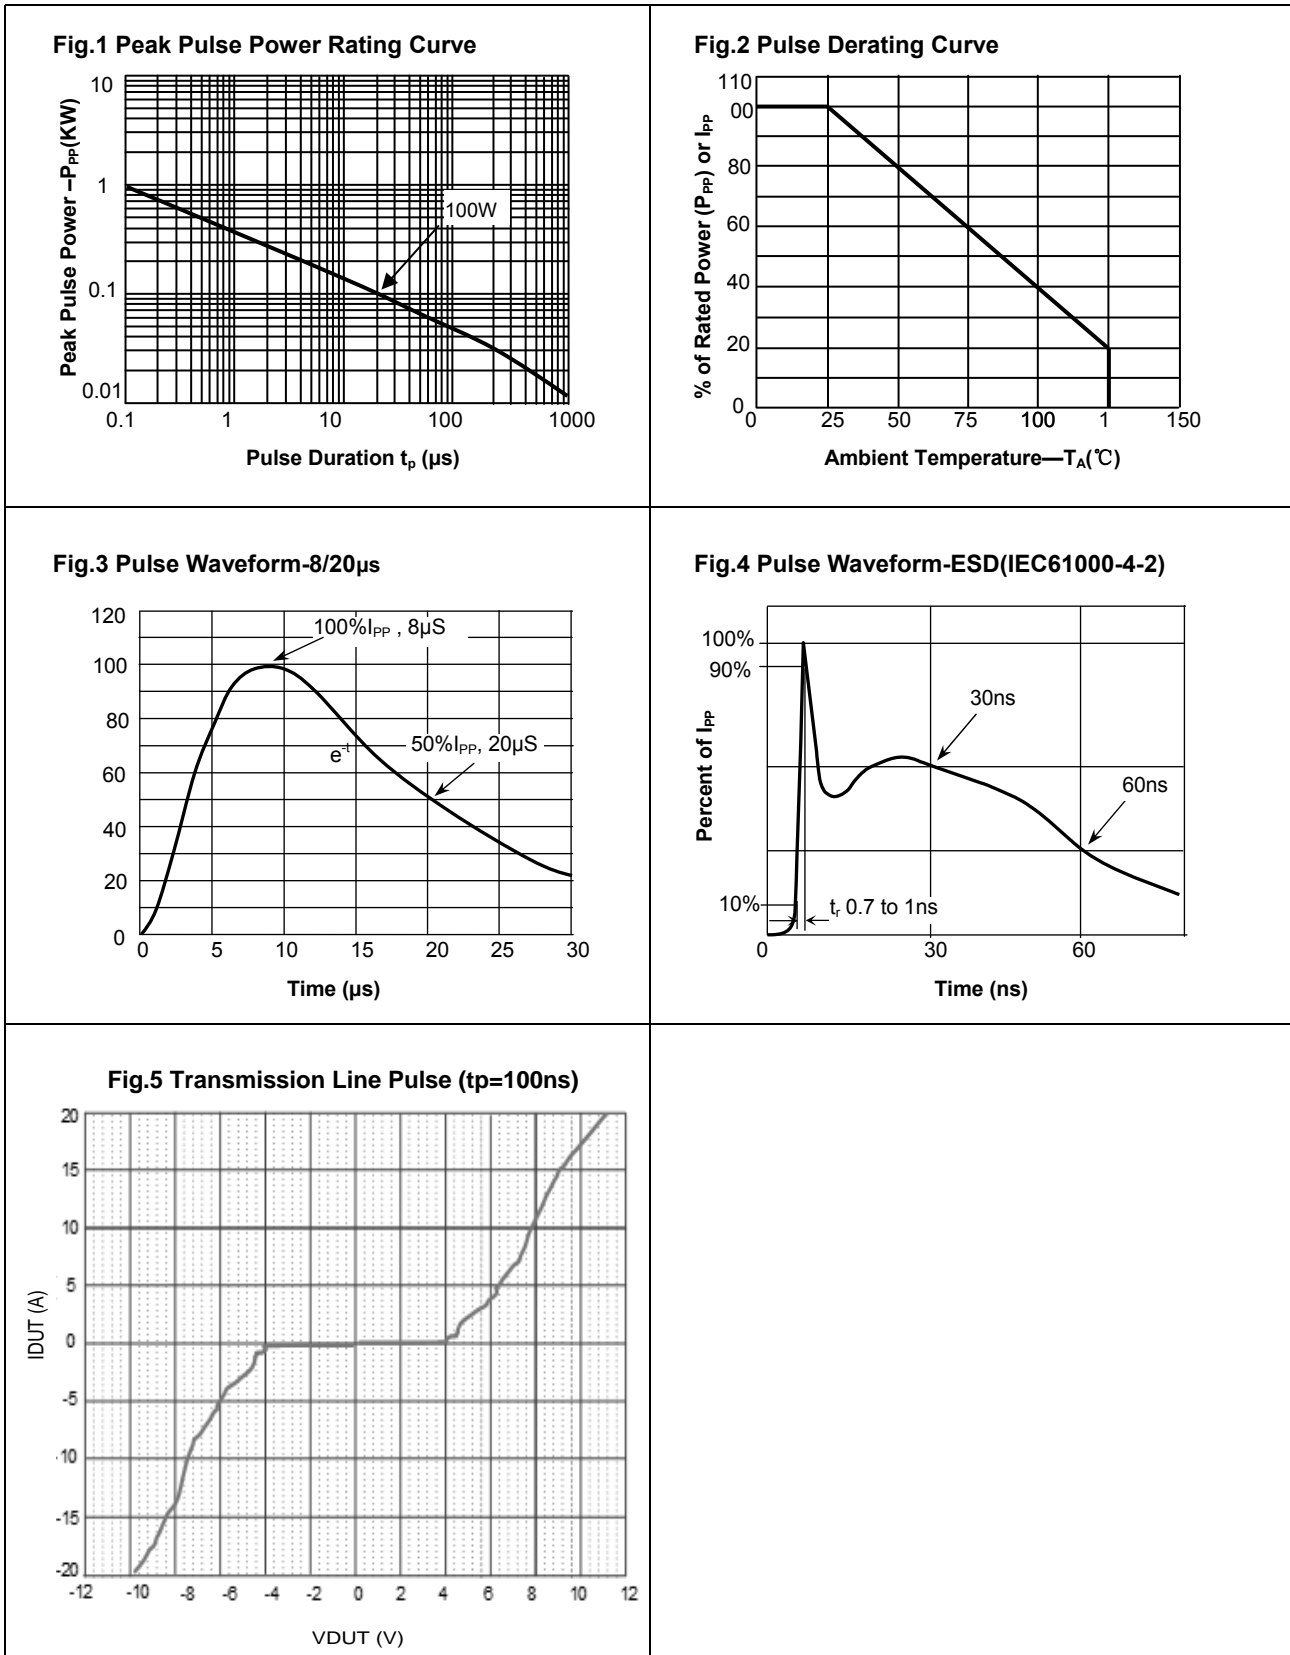 Fig.1 Peak Pulse Power Rating Curve
Peak Pulse Power –PPP(KW)
10
1
0.1
0.01
100W
0.1 1 10 100 1000
Pulse Duration tp (µs)
Fig.2 Pulse Derating Curve
% of Rated Power (PPP) or IPP
110
00
80
60
40
20
0
0 25 50 75 100 1 150
Ambient Temperature—TA(℃)
Fig.3 Pulse Waveform-8/20µs
120
100
80
60
40
20
0
100%IPP , 8µS
e-t
50%IPP, 20µS
0 5 10 15 20 25 30
Time (µs)
Fig.4 Pulse Waveform-ESD(IEC61000-4-2)
Percent of IPP
100%
90%
10%
30ns
60ns
tr 0.7 to 1ns
0 30 60
Time (ns)
Fig.5 Transmission Line Pulse (tp=100ns)
IDUT (A)
20
15
10
5
0
-5
-10
-15
-20
-12 -10 -8 -6 -4 -2 0 2 4 6 8 10 12
VDUT (V)